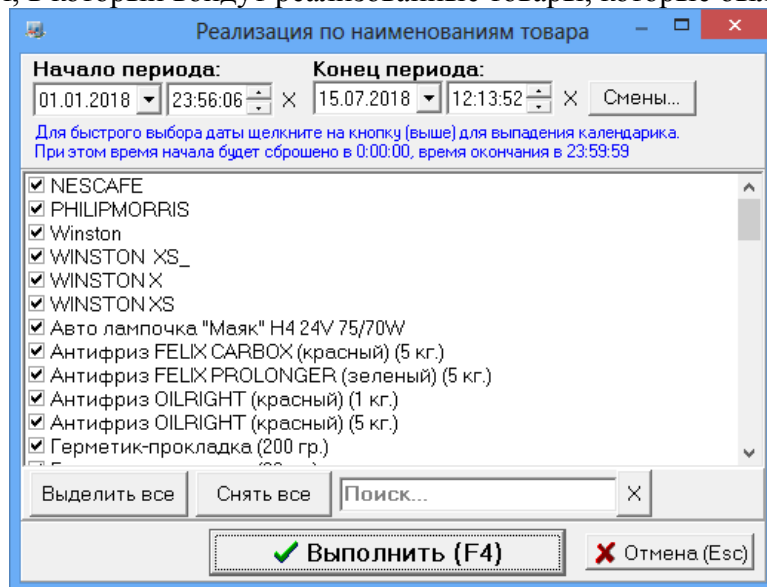 в которых войдут реализованные товары, которые
Реализация по наименованиям товара
Начало периода: Конец периода:
01.01.2018 23:56:06 X 15.07.2018 12:13:52 X Смены...
Для быстрого выбора даты щелкните на кнопку (выше) для выпадения календарика.
При этом время начала будет сброшено в 0:00:00, время окончания в 23:59:59
NESCAFE
PHILIPMORRIS
Winston
WINSTON XS_
WINSTON X
WINSTON XS
Авто лампочка "Маяк" H4 24V 75/70W
Антифриз FELIX CARBOX (красный) (5 кг.)
Антифриз FELIX PROLONGER (зеленый) (5 кг.)
Антифриз OILRIGHT (красный) (1 кг.)
Антифриз OILRIGHT (красный) (5 кг.)
Герметик-прокладка (200 гр.)
Выделить все Снять все Поиск... X
Выполнить (F4) Отмена (Esc)